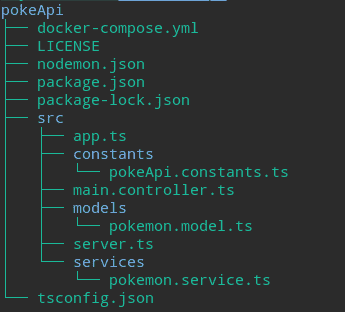 pokeApi
├── docker-compose.yml
├── LICENSE
├── nodemon.json
├── package.json
├── package-lock.json
├── src
│   ├── app.ts
│   ├── constants
│   │   └── pokeApi.constants.ts
│   ├── main.controller.ts
│   ├── models
│   │   └── pokemon.model.ts
│   ├── server.ts
│   └── services
│       └── pokemon.service.ts
└── tsconfig.json